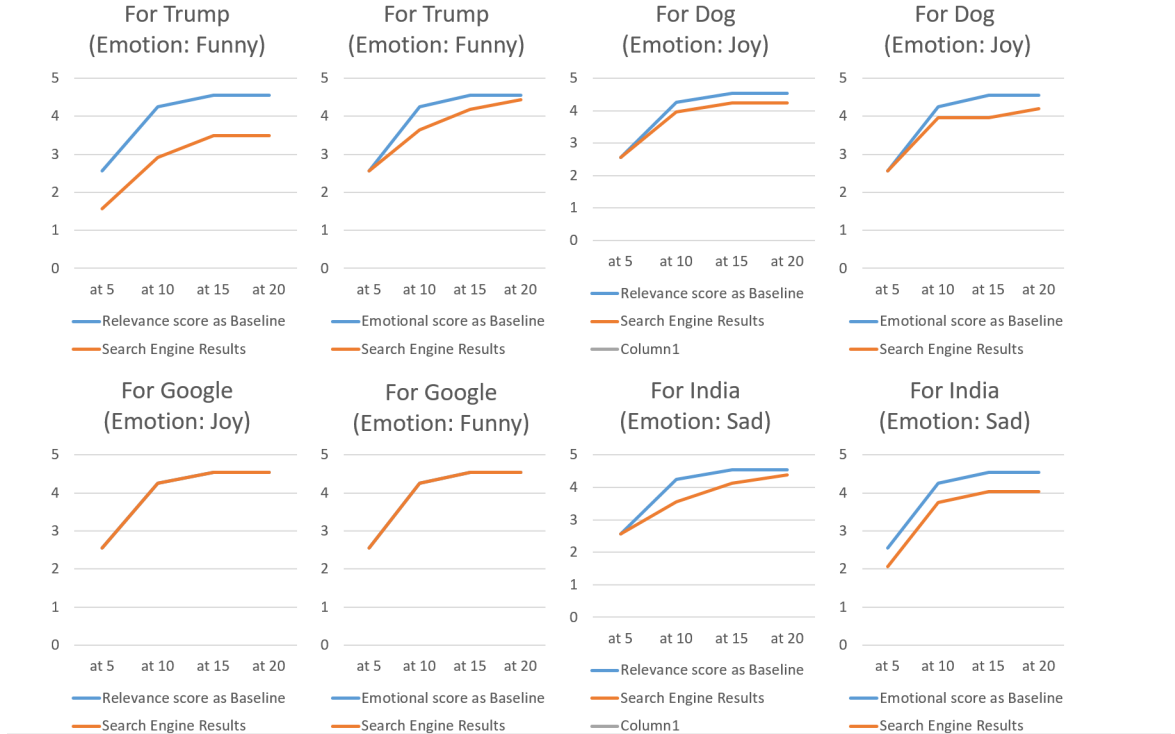 For Trump
(Emotion: Funny)
5
4
3
2
1
0
at 5 at 10 at 15 at 20
Relevance score as Baseline
Search Engine Results
For Trump
(Emotion: Funny)
5
4
3
2
1
0
at 5 at 10 at 15 at 20
Emotional score as Baseline
Search Engine Results
For Dog
(Emotion: Joy)
5
4
3
2
1
0
at 5 at 10 at 15 at 20
Relevance score as Baseline
Search Engine Results
Column1
For Dog
(Emotion: Joy)
5
4
3
2
1
0
at 5 at 10 at 15 at 20
Emotional score as Baseline
Search Engine Results
For Google
(Emotion: Joy)
5
4
3
2
1
0
at 5 at 10 at 15 at 20
Relevance score as Baseline
Search Engine Results
For Google
(Emotion: Funny)
5
4
3
2
1
0
at 5 at 10 at 15 at 20
Emotional score as Baseline
Search Engine Results
For India
(Emotion: Sad)
5
4
3
2
1
0
at 5 at 10 at 15 at 20
Relevance score as Baseline
Search Engine Results
Column1
For India
(Emotion: Sad)
5
4
3
2
1
0
at 5 at 10 at 15 at 20
Emotional score as Baseline
Search Engine Results